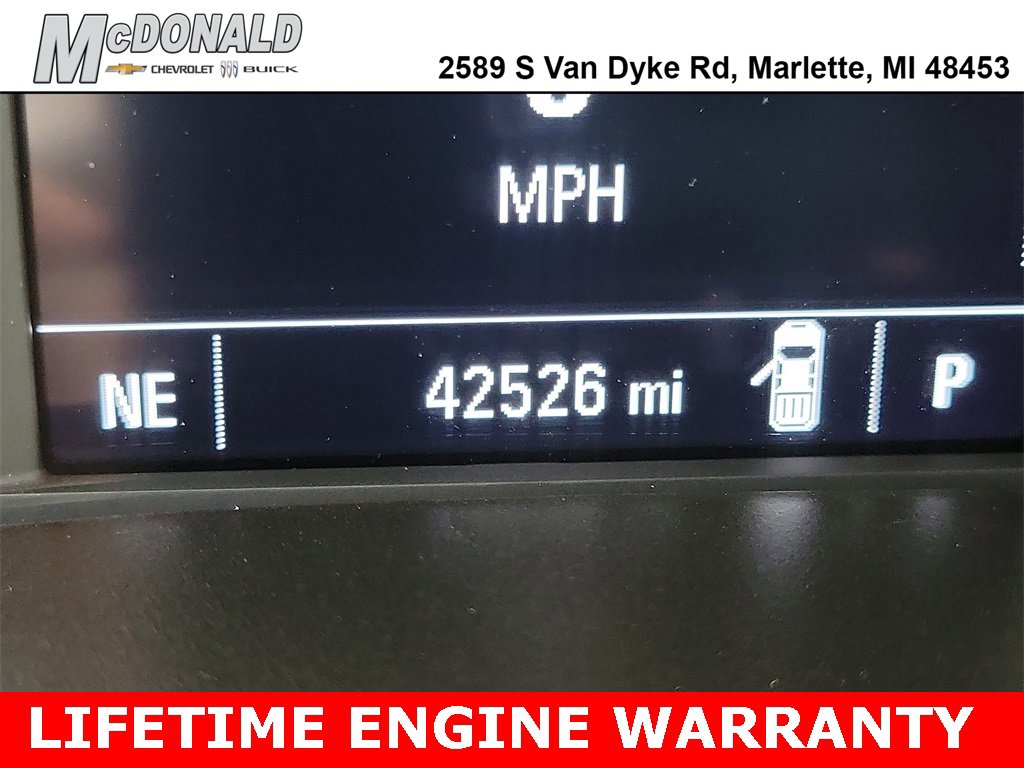 McDONALD
CHEVROLET BUICK
2589 S Van Dyke Rd, Marlette, MI 48453
MPH
NE 42526 mi P
LIFETIME ENGINE WARRANTY